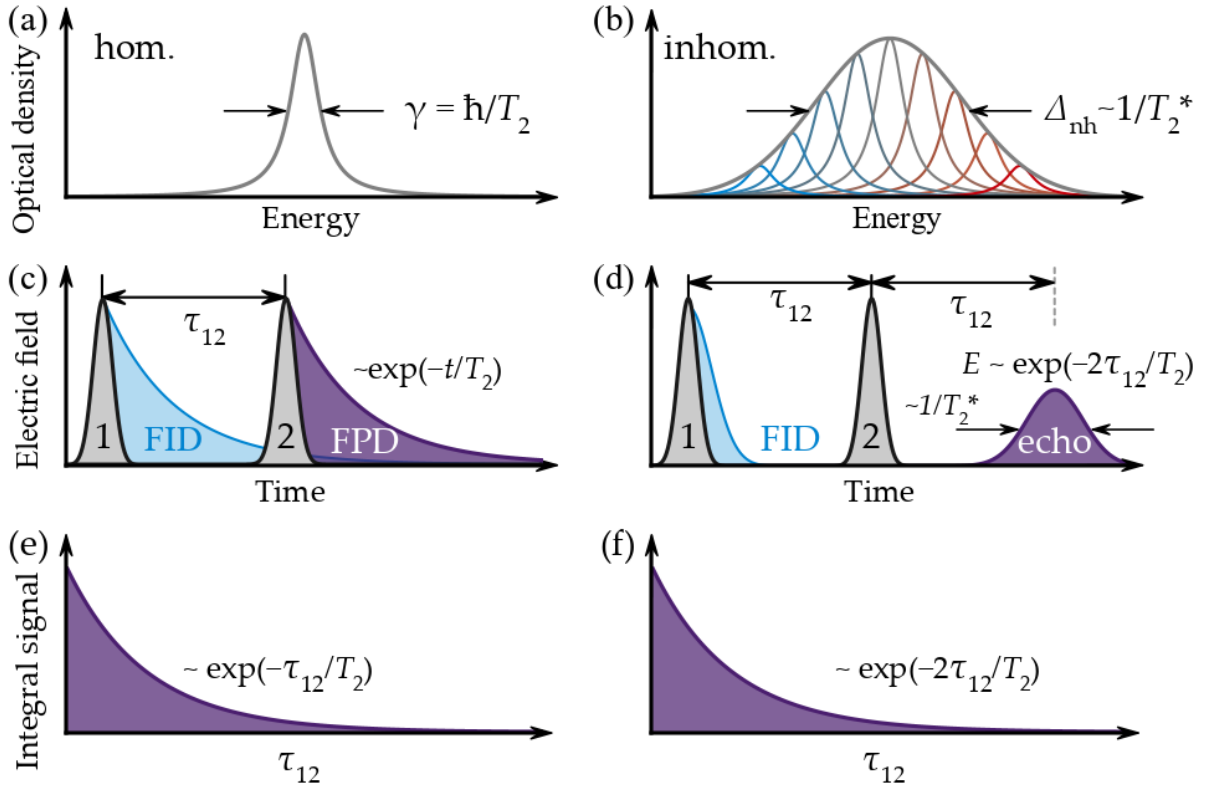 (a)
Optical density
hom.
γ = ħ/T₂
Energy
(b)
inhom.
Δₙₕ~1/T₂*
Energy
(c)
Electric field
τ₁₂
~exp(−t/T₂)
1
FID
2
FPD
Time
(d)
τ₁₂
τ₁₂
E ~ exp(−2τ₁₂/T₂)
~1/T₂*
1
FID
2
echo
Time
(e)
Integral signal
~ exp(−τ₁₂/T₂)
τ₁₂
(f)
~ exp(−2τ₁₂/T₂)
τ₁₂